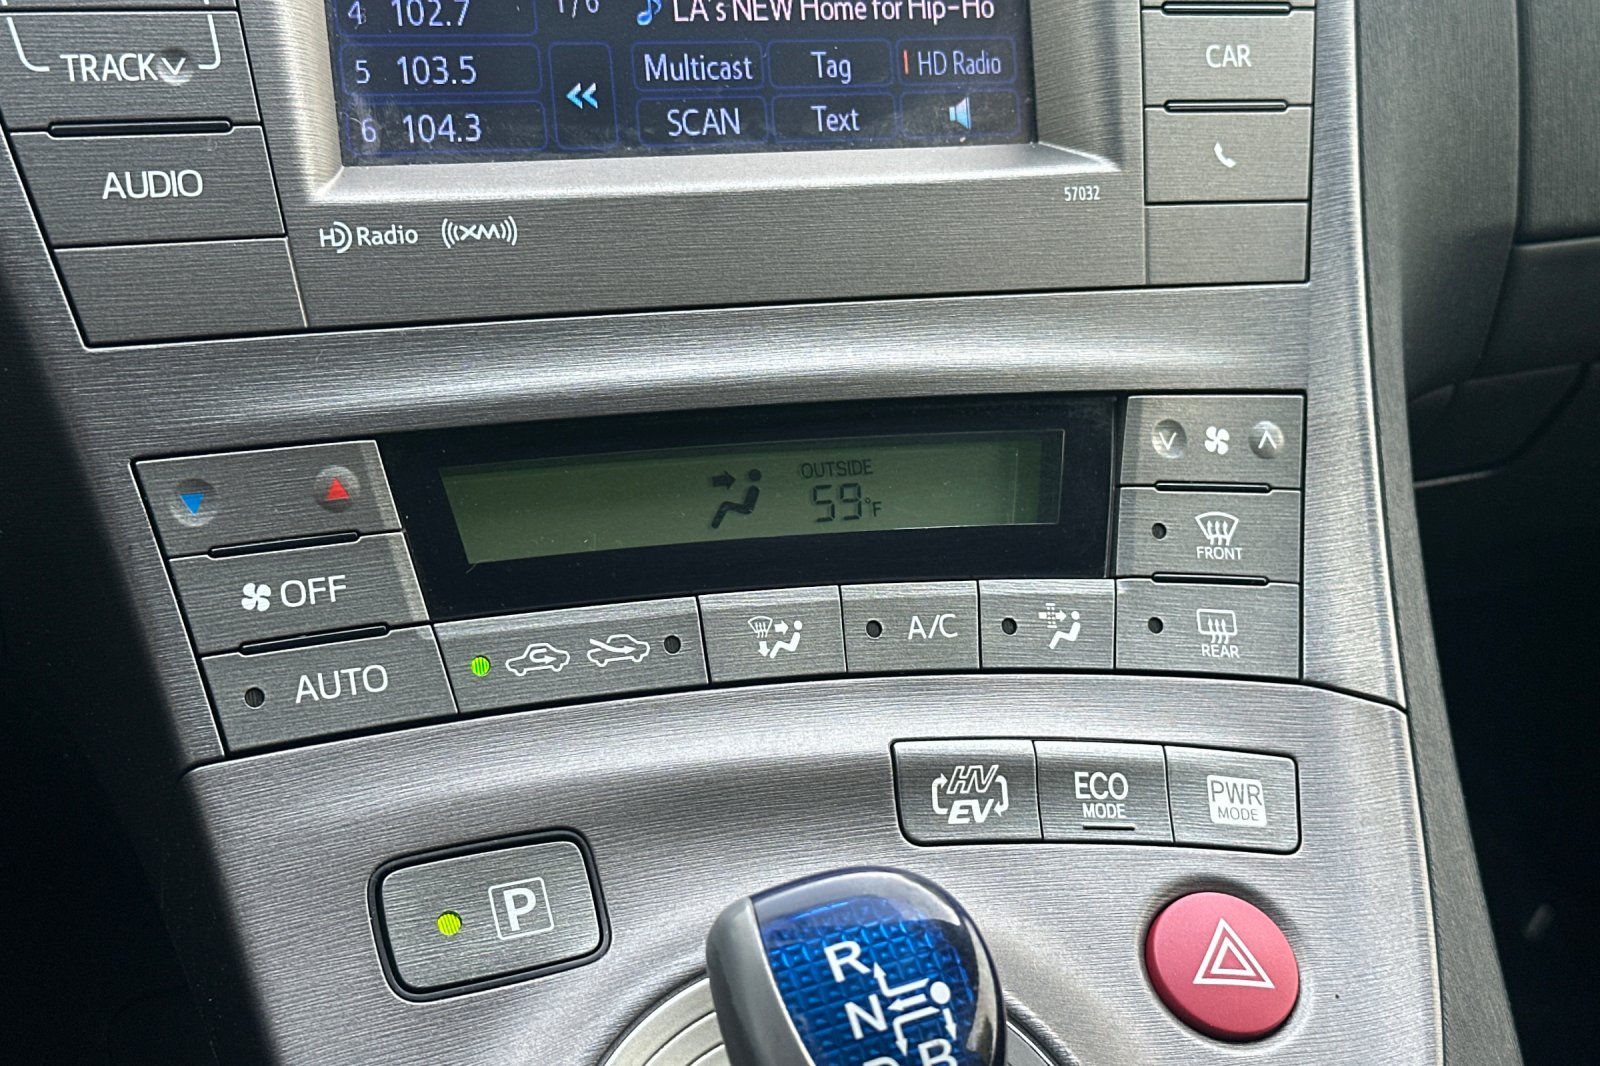 4 102.7
1/6
LA's NEW Home for Hip-Ho
5 103.5
Multicast
Tag
HD Radio
6 104.3
SCAN
Text
TRACK
AUDIO
CAR
57032
HD Radio
((XM))
OUTSIDE
59°F
OFF
AUTO
A/C
FRONT
REAR
HV
EV
ECO
MODE
PWR
MODE
P
R
N
B